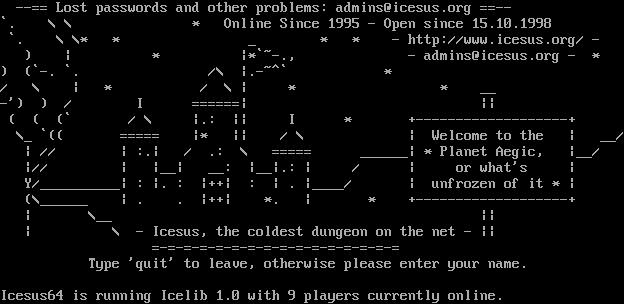 --== Lost passwords and other problems: admins@icesus.org ==--
Online Since 1995 - Open since 15.10.1998
- http://www.icesus.org/ -
- admins@icesus.org -
Welcome to the
Planet Aegic,
or what's
unfrozen of it
- Icesus, the coldest dungeon on the net -
Type 'quit' to leave, otherwise please enter your name.
Icesus64 is running Icelib 1.0 with 9 players currently online.